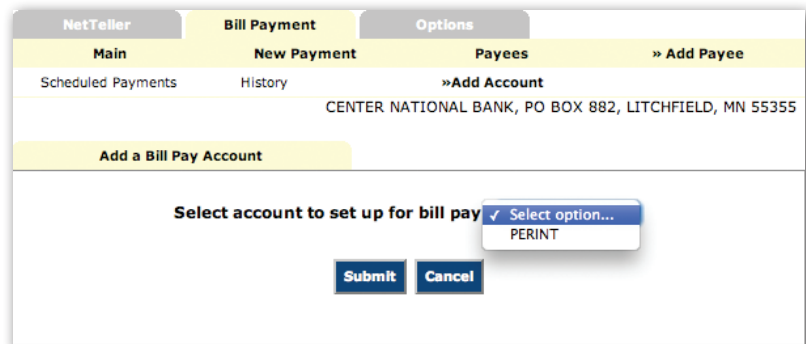 NetTeller Bill Payment Options
Main New Payment Payees » Add Payee
Scheduled Payments History »Add Account
CENTER NATIONAL BANK, PO BOX 882, LITCHFIELD, MN 55355
Add a Bill Pay Account
Select account to set up for bill pay ✓ Select option...
PERINT
Submit Cancel